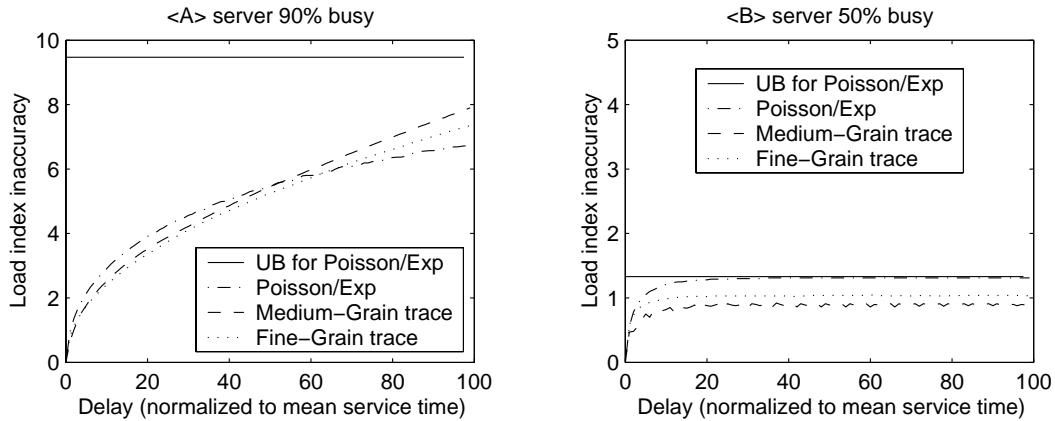 <A> server 90% busy
10
8
6
4
2
0
Load index inaccuracy
UB for Poisson/Exp
Poisson/Exp
Medium−Grain trace
Fine−Grain trace
0 20 40 60 80 100
Delay (normalized to mean service time)
<B> server 50% busy
5
4
3
2
1
0
Load index inaccuracy
UB for Poisson/Exp
Poisson/Exp
Medium−Grain trace
Fine−Grain trace
0 20 40 60 80 100
Delay (normalized to mean service time)